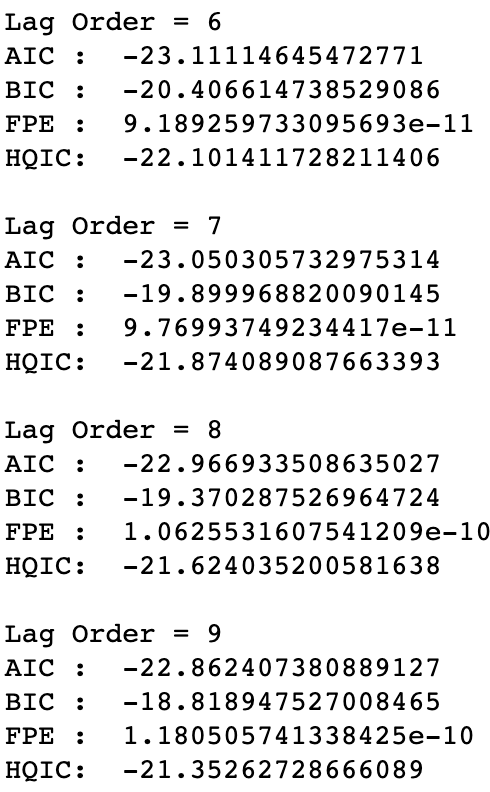 Lag Order = 6
AIC :  -23.11114645472771
BIC :  -20.406614738529086
FPE :  9.189259733095693e-11
HQIC:  -22.101411728211406
Lag Order = 7
AIC :  -23.050305732975314
BIC :  -19.899968820090145
FPE :  9.76993749234417e-11
HQIC:  -21.874089087663393
Lag Order = 8
AIC :  -22.966933508635027
BIC :  -19.370287526964724
FPE :  1.0625531607541209e-10
HQIC:  -21.624035200581638
Lag Order = 9
AIC :  -22.862407380889127
BIC :  -18.818947527008465
FPE :  1.180505741338425e-10
HQIC:  -21.35262728666089